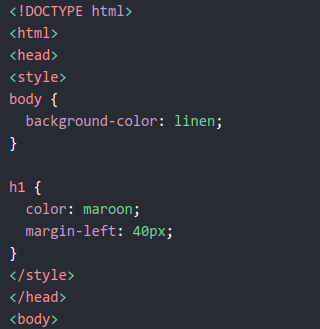 <!DOCTYPE html>
<html>
<head>
<style>
body {
  background-color: linen;
}

h1 {
  color: maroon;
  margin-left: 40px;
}
</style>
</head>
<body>